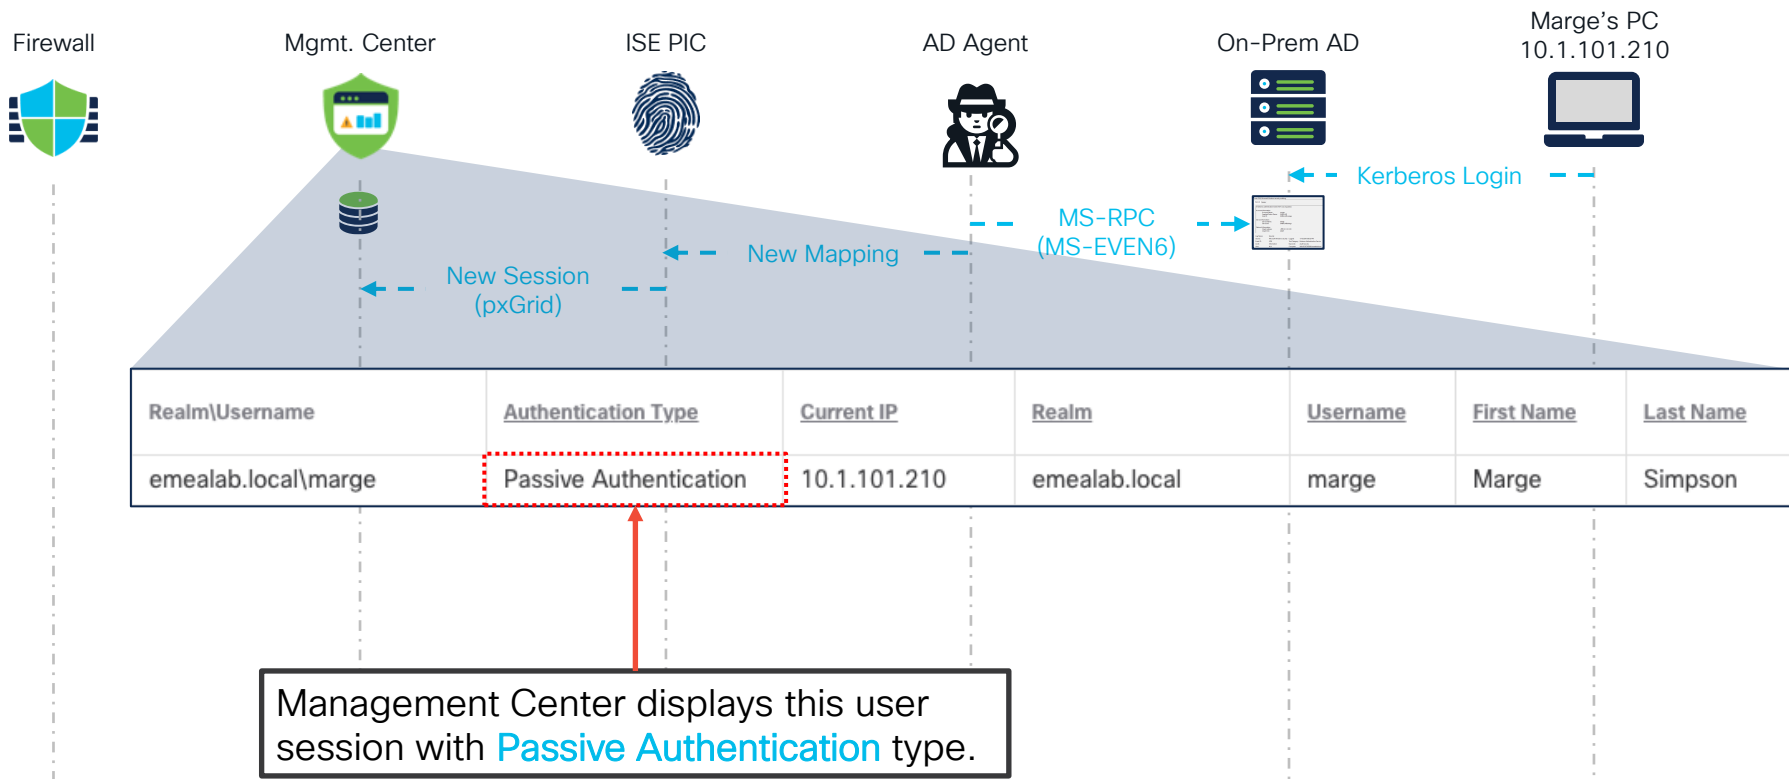 Firewall
Mgmt. Center
ISE PIC
AD Agent
On-Prem AD
Marge's PC
10.1.101.210
Kerberos Login
MS-RPC
(MS-EVEN6)
New Mapping
New Session
(pxGrid)
Realm\Username Authentication Type Current IP Realm Username First Name Last Name
emealab.local\marge Passive Authentication 10.1.101.210 emealab.local marge Marge Simpson
Management Center displays this user
session with Passive Authentication type.